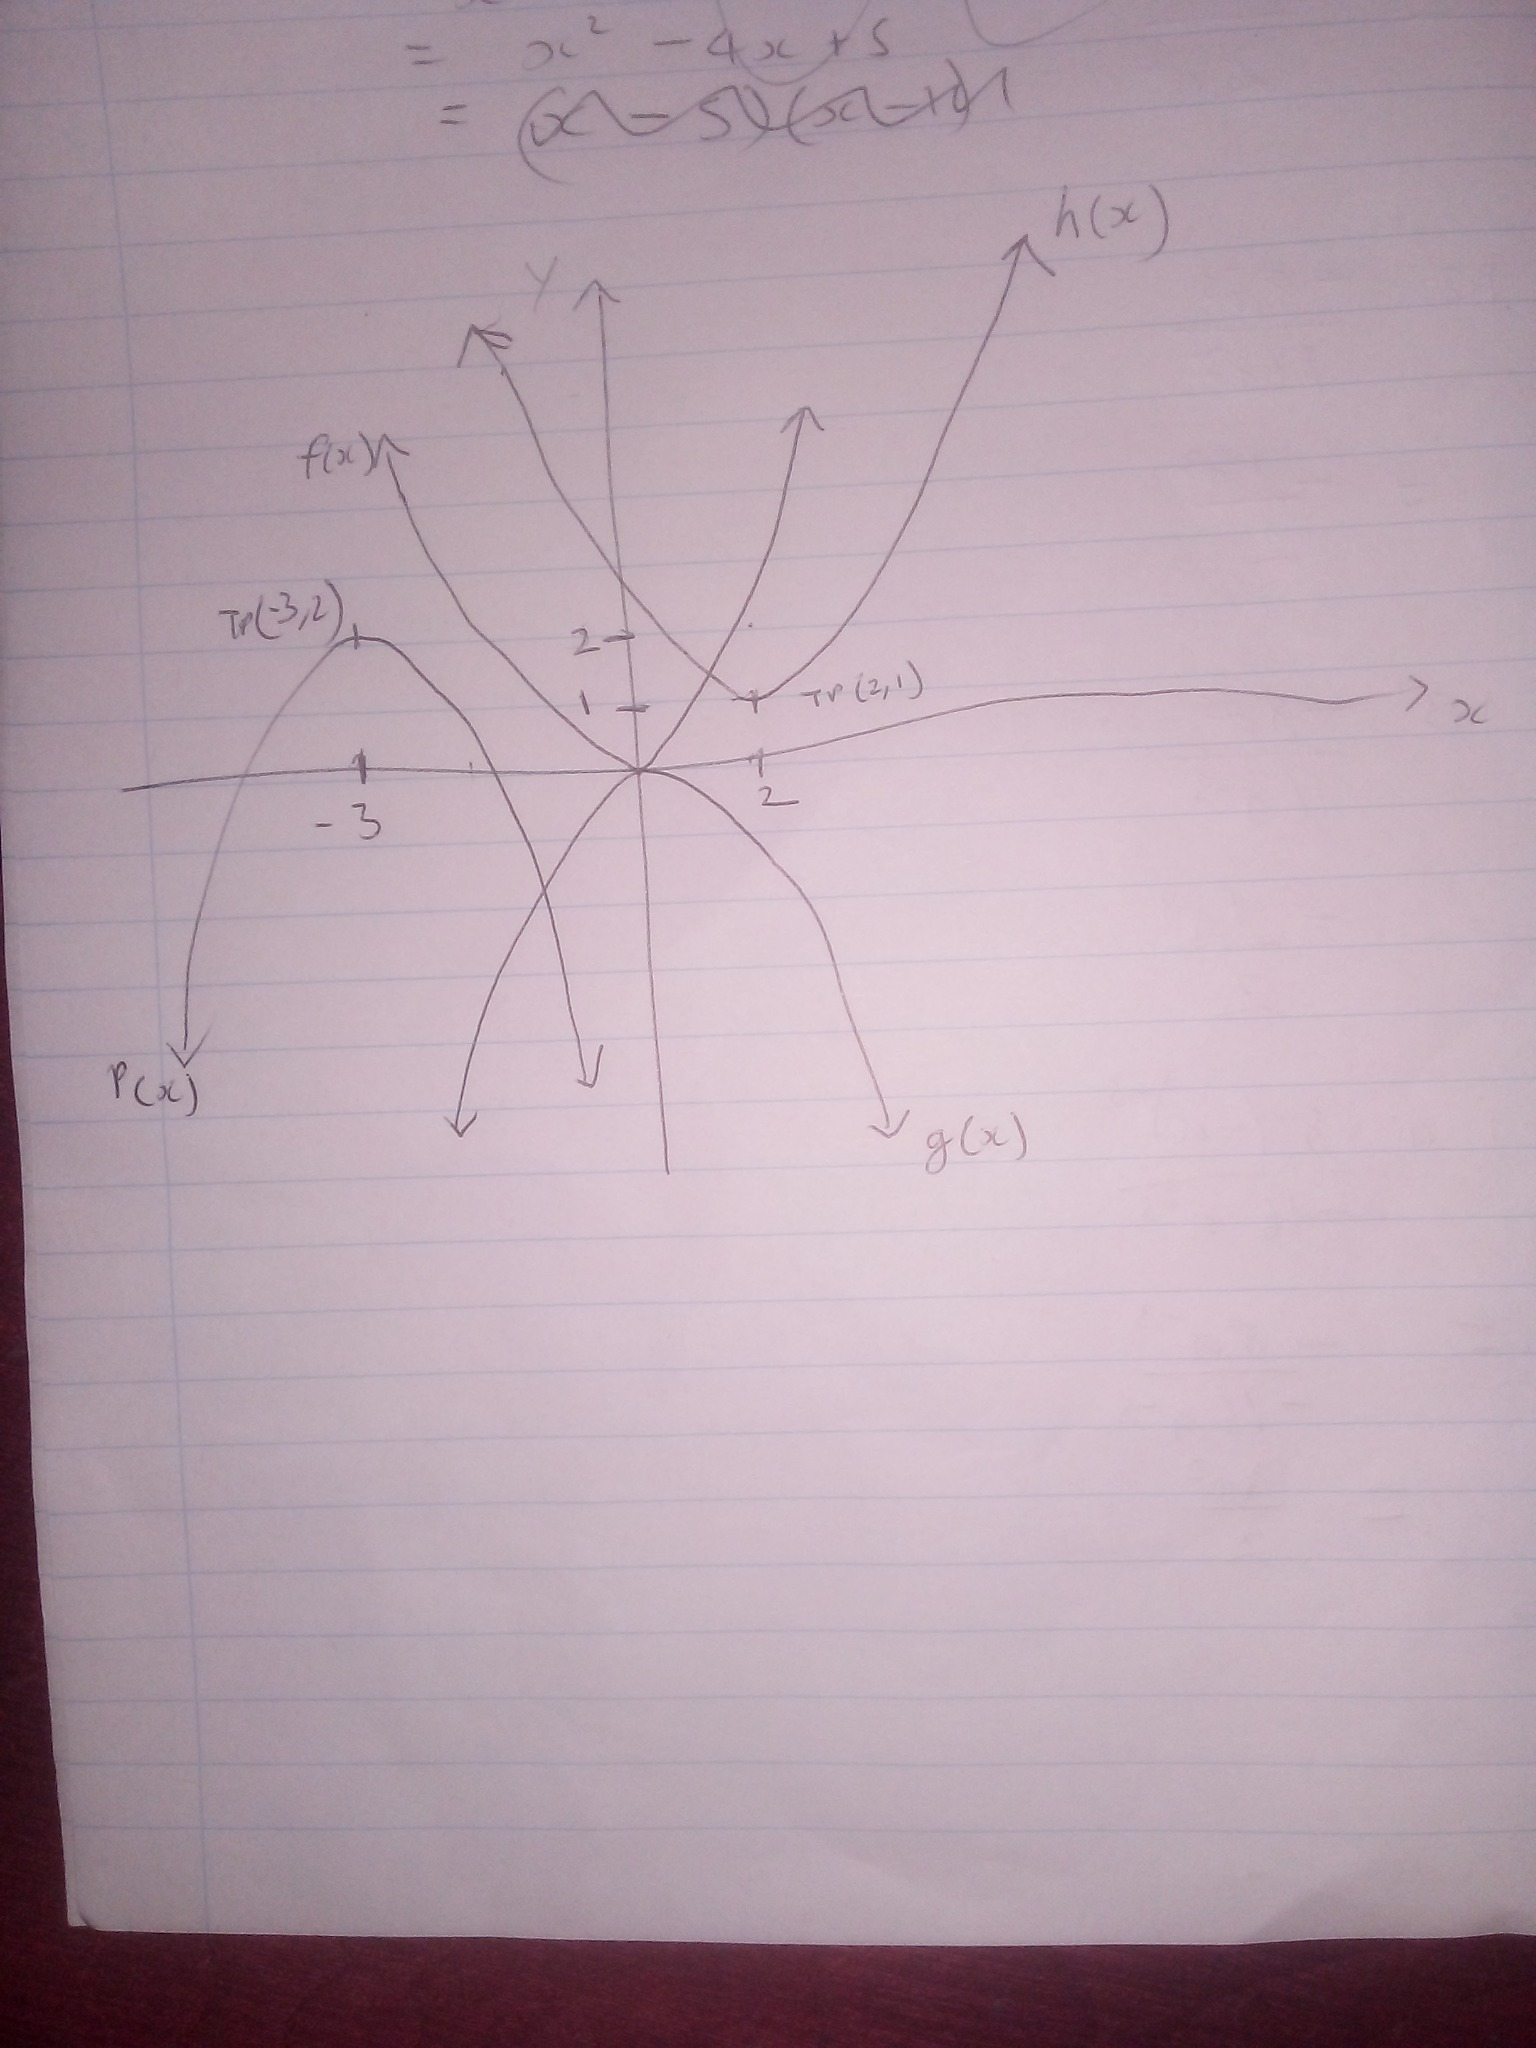 = x² - 4x + 5
=
h(x)
Y
f(x)
TP(-3,2)
2
1
TP(2,1)
x
-3
2
P(x)
g(x)